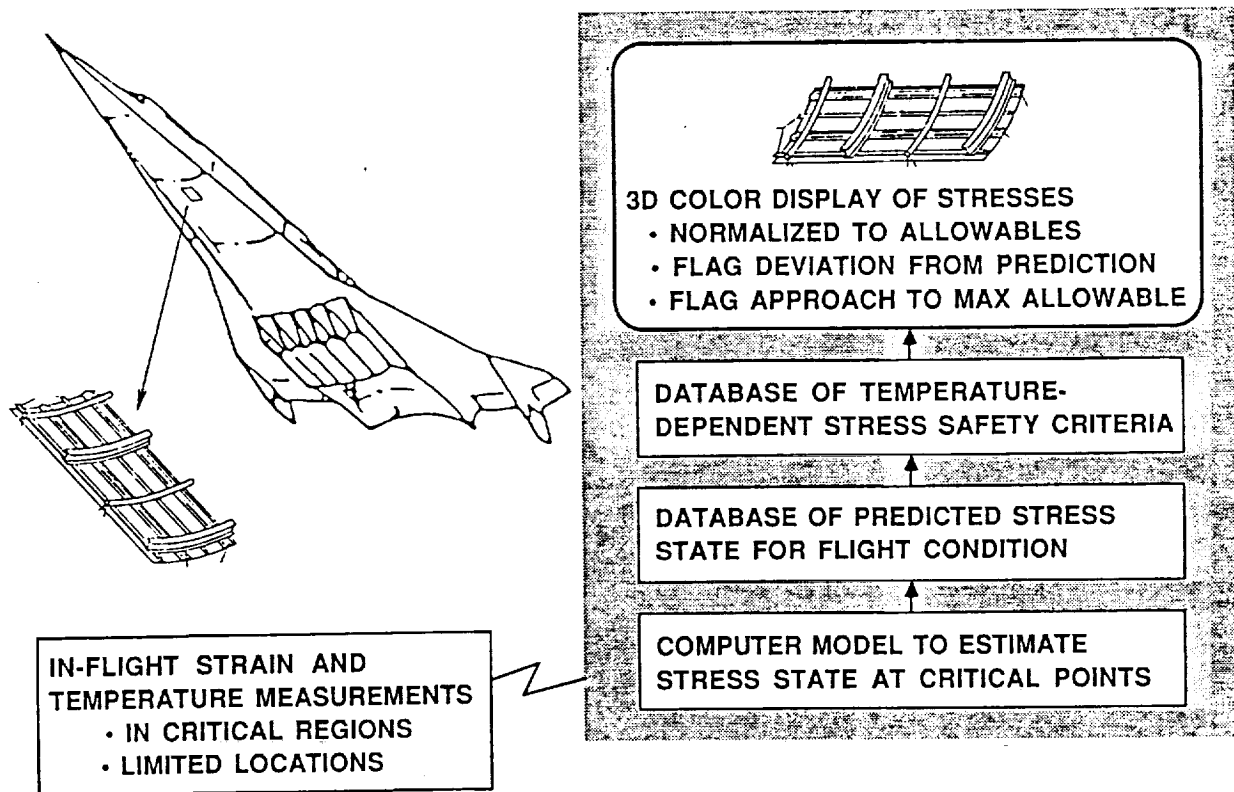 3D COLOR DISPLAY OF STRESSES
• NORMALIZED TO ALLOWABLES
• FLAG DEVIATION FROM PREDICTION
• FLAG APPROACH TO MAX ALLOWABLE
DATABASE OF TEMPERATURE-
DEPENDENT STRESS SAFETY CRITERIA
DATABASE OF PREDICTED STRESS
STATE FOR FLIGHT CONDITION
COMPUTER MODEL TO ESTIMATE
STRESS STATE AT CRITICAL POINTS
IN-FLIGHT STRAIN AND
TEMPERATURE MEASUREMENTS
• IN CRITICAL REGIONS
• LIMITED LOCATIONS